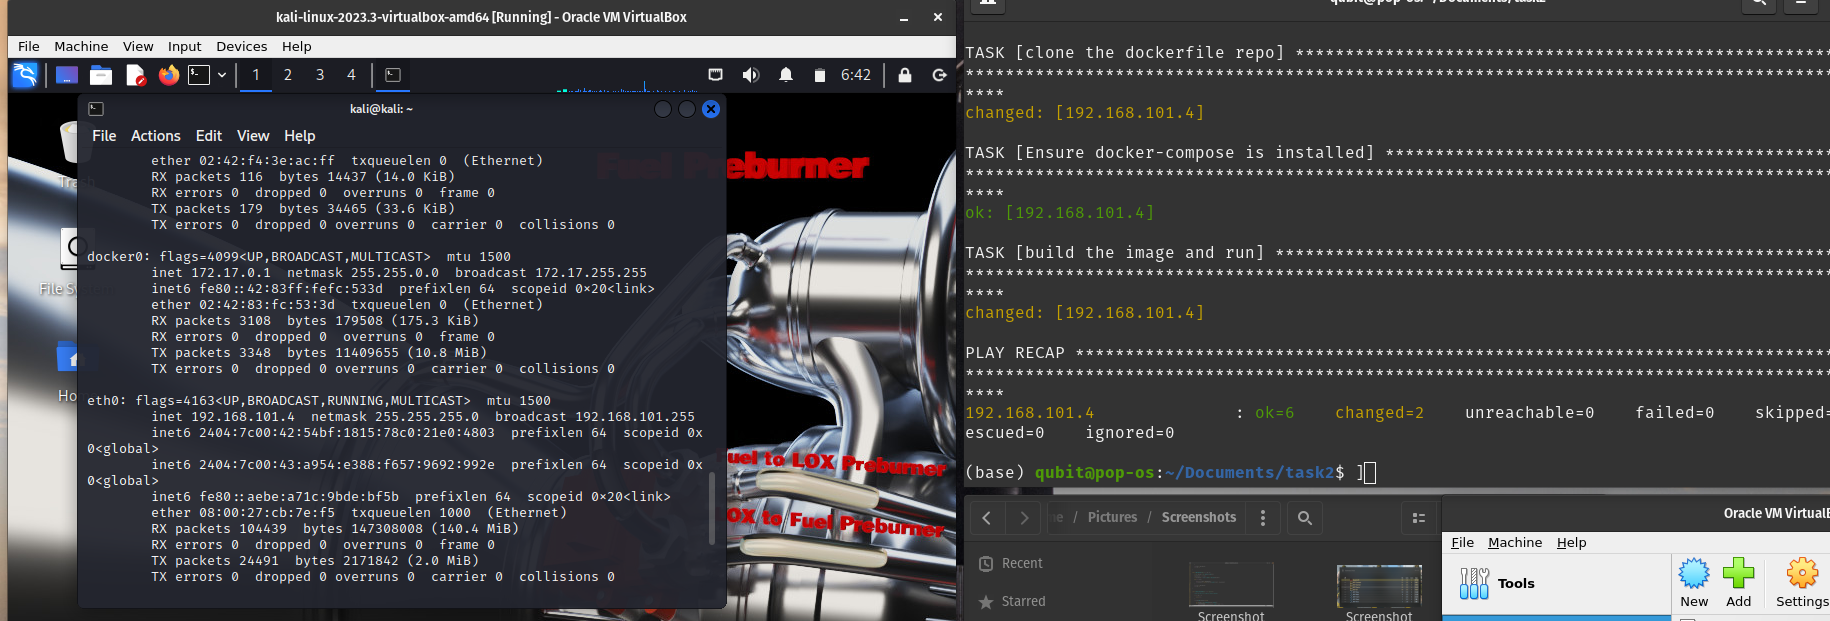 kali-linux-2023.3-virtualbox-amd64 [Running] - Oracle VM VirtualBox
File Machine View Input Devices Help
1 2 3 4 6:42
kali@kali: ~
File Actions Edit View Help
ether 02:42:f4:3e:ac:ff txqueuelen 0 (Ethernet)
RX packets 116 bytes 14437 (14.0 KiB)
RX errors 0 dropped 0 overruns 0 frame 0
TX packets 179 bytes 34465 (33.6 KiB)
TX errors 0 dropped 0 overruns 0 carrier 0 collisions 0
docker0: flags=4099<UP,BROADCAST,MULTICAST> mtu 1500
inet 172.17.0.1 netmask 255.255.0.0 broadcast 172.17.255.255
inet6 fe80::42:83ff:fefc:533d prefixlen 64 scopeid 0×20<link>
ether 02:42:83:fc:53:3d txqueuelen 0 (Ethernet)
RX packets 3108 bytes 179508 (175.3 KiB)
RX errors 0 dropped 0 overruns 0 frame 0
TX packets 3348 bytes 11409655 (10.8 MiB)
TX errors 0 dropped 0 overruns 0 carrier 0 collisions 0
eth0: flags=4163<UP,BROADCAST,RUNNING,MULTICAST> mtu 1500
inet 192.168.101.4 netmask 255.255.255.0 broadcast 192.168.101.255
inet6 2404:7c00:42:54bf:1815:78c0:21e0:4803 prefixlen 64 scopeid 0x
0<global>
inet6 2404:7c00:43:a954:e388:f657:9692:992e prefixlen 64 scopeid 0x
0<global>
inet6 fe80::aebe:a71c:9bde:bf5b prefixlen 64 scopeid 0×20<link>
ether 08:00:27:cb:7e:f5 txqueuelen 1000 (Ethernet)
RX packets 104439 bytes 147308008 (140.4 MiB)
RX errors 0 dropped 0 overruns 0 frame 0
TX packets 24491 bytes 2171842 (2.0 MiB)
TX errors 0 dropped 0 overruns 0 carrier 0 collisions 0
Trash
File System
Ho
Fuel Preburner
uel to LOX Preburner
OX to Fuel Preburner
qubit@pop-os: ~/Documents/task2
TASK [clone the dockerfile repo] *****************************************************
***************************************************************************************
****
changed: [192.168.101.4]
TASK [Ensure docker-compose is installed] ********************************************
***************************************************************************************
****
ok: [192.168.101.4]
TASK [build the image and run] *******************************************************
***************************************************************************************
****
changed: [192.168.101.4]
PLAY RECAP ***************************************************************************
***************************************************************************************
****
192.168.101.4 : ok=6 changed=2 unreachable=0 failed=0 skipped=
escued=0 ignored=0
(base) qubit@pop-os:~/Documents/task2$ ]
/ Pictures / Screenshots
Recent
Starred
Screenshot
Screenshot
Oracle VM VirtualB
File Machine Help
Tools
New Add Settings